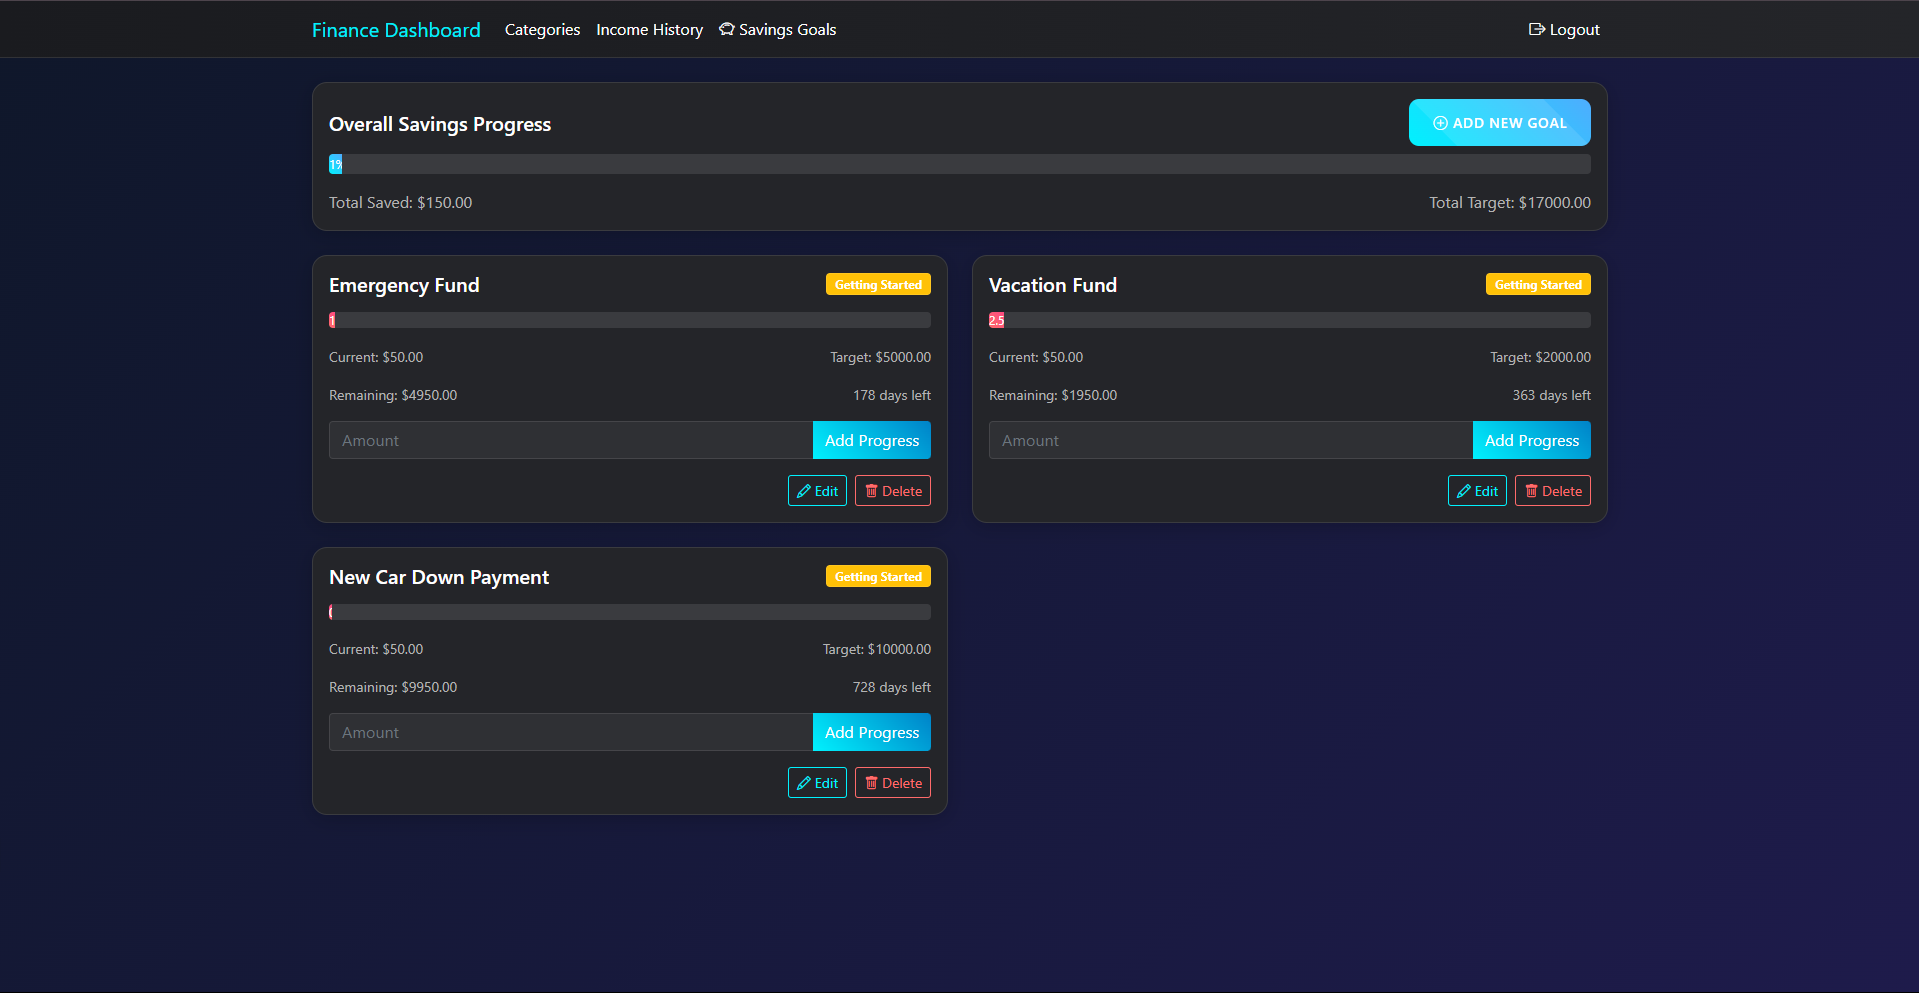 Finance Dashboard Categories Income History Savings Goals Logout
Overall Savings Progress ADD NEW GOAL
1%
Total Saved: $150.00 Total Target: $17000.00
Emergency Fund Getting Started
1
Current: $50.00 Target: $5000.00
Remaining: $4950.00 178 days left
Amount Add Progress
Edit Delete
Vacation Fund Getting Started
2.5
Current: $50.00 Target: $2000.00
Remaining: $1950.00 363 days left
Amount Add Progress
Edit Delete
New Car Down Payment Getting Started
Current: $50.00 Target: $10000.00
Remaining: $9950.00 728 days left
Amount Add Progress
Edit Delete